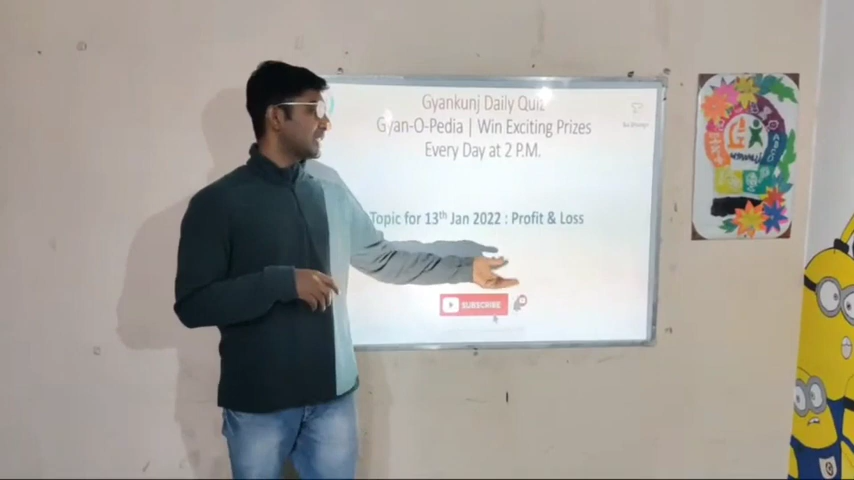 Gyankunj Daily Quiz
Gyan-O-Pedia | Win Exciting Prizes
Every Day at 2 P.M.
Topic for 13th Jan 2022 : Profit & Loss
SUBSCRIBE